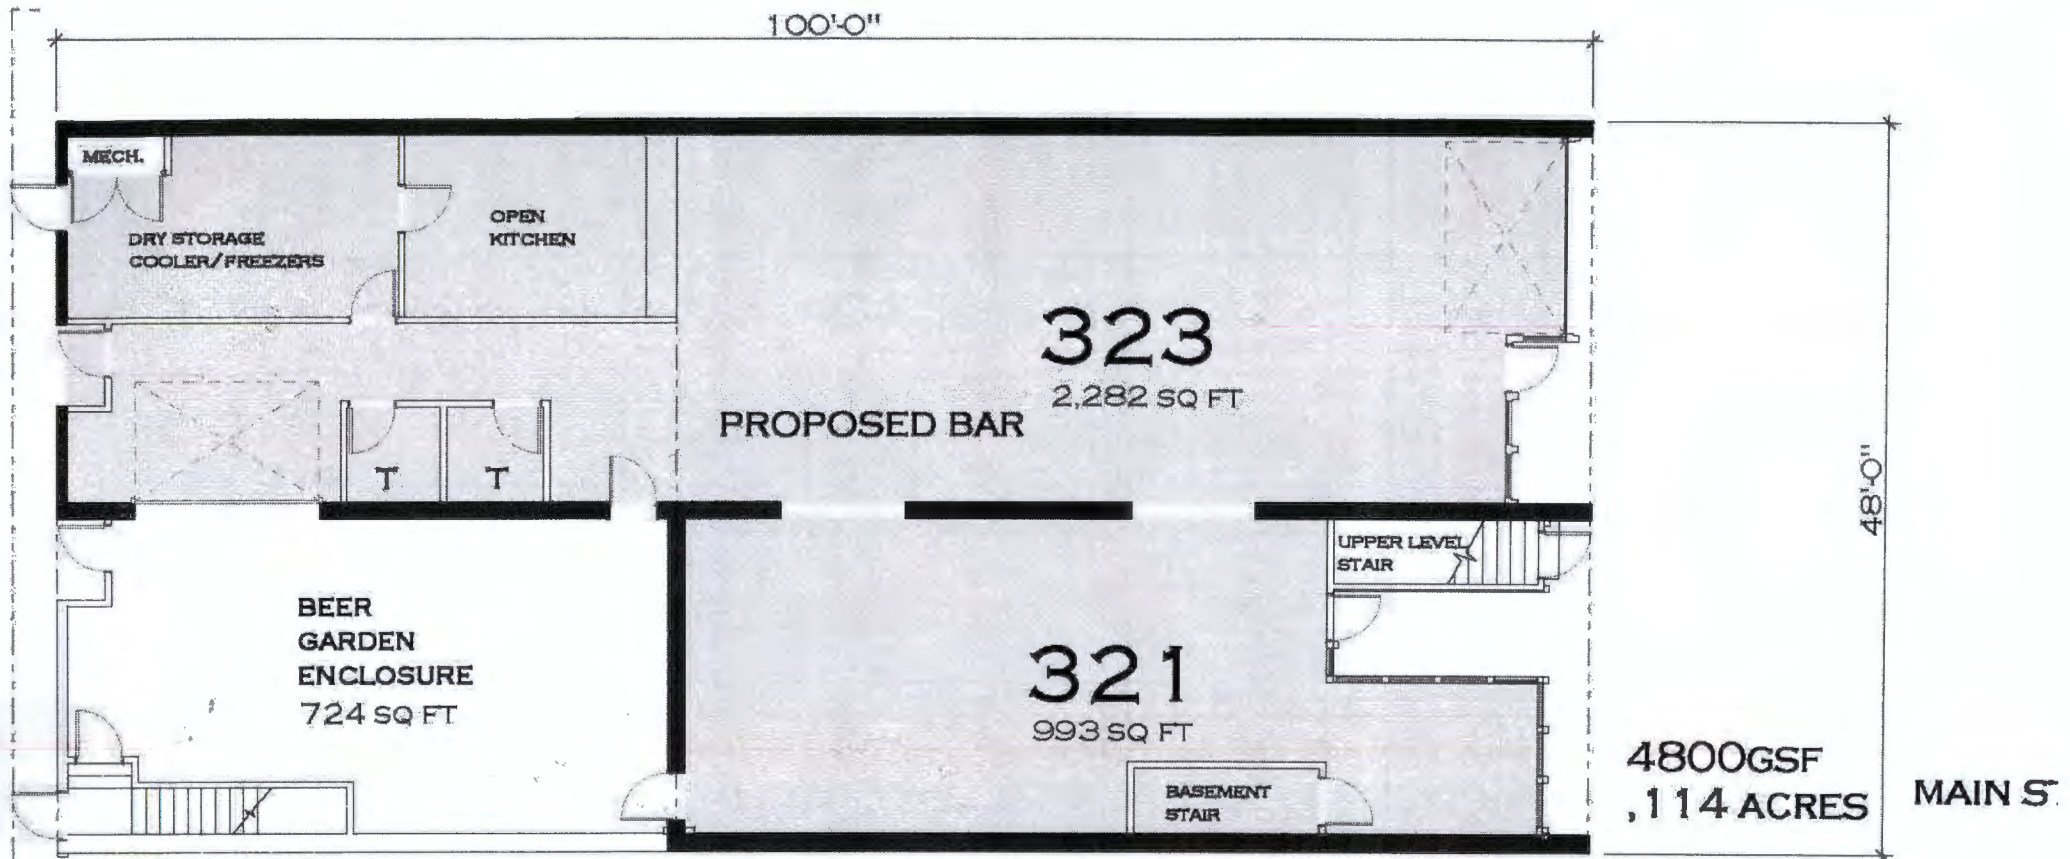 100'-0"
MECH.
DRY STORAGE
COOLER/FREEZERS
OPEN
KITCHEN
323
2,282 SQ FT
PROPOSED BAR
T
T
48'-0"
UPPER LEVEL
STAIR
BEER
GARDEN
ENCLOSURE
724 SQ FT
321
993 SQ FT
BASEMENT
STAIR
4800GSF
,114 ACRES
MAIN ST